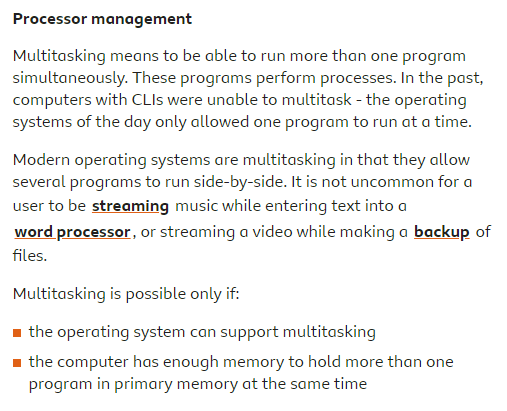 Processor management
Multitasking means to be able to run more than one program
simultaneously. These programs perform processes. In the past,
computers with CLIs were unable to multitask - the operating
systems of the day only allowed one program to run at a time.
Modern operating systems are multitasking in that they allow
several programs to run side-by-side. It is not uncommon for a
user to be streaming music while entering text into a
word processor, or streaming a video while making a backup of
files.
Multitasking is possible only if:
the operating system can support multitasking
the computer has enough memory to hold more than one
program in primary memory at the same time